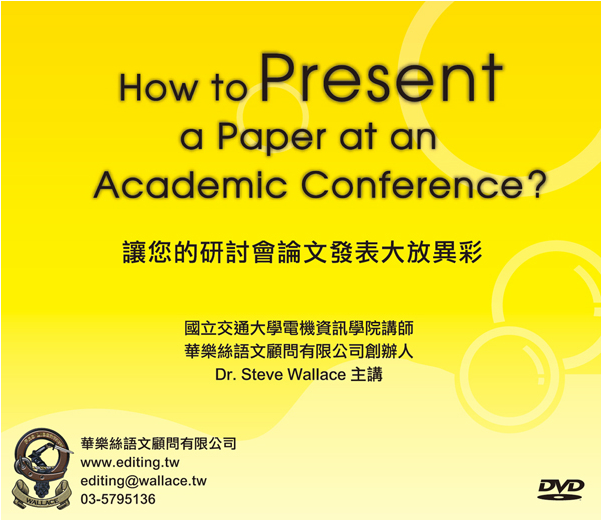 How to Present
a Paper at an
Academic Conference?
讓您的研討會論文發表大放異彩
國立交通大學電機資訊學院講師
華樂絲語文顧問有限公司創辦人
Dr. Steve Wallace 主講
華樂絲語文顧問有限公司
www.editing.tw
editing@wallace.tw
03-5795136
WALLACE
DVD